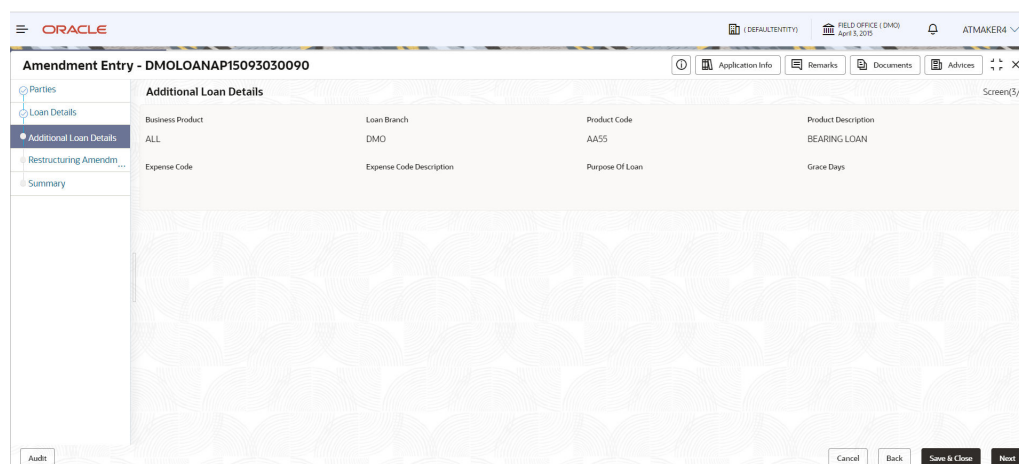 ORACLE
( DEFAULTENTITY)
FIELD OFFICE ( DMO)
April 3, 2015
ATMAKER4
Amendment Entry - DMOLOANAP15093030090
Application Info
Remarks
Documents
Advices
Parties
Loan Details
Additional Loan Details
Restructuring Amendm...
Summary
Additional Loan Details
Screen(3/
Business Product
Loan Branch
Product Code
Product Description
ALL
DMO
AA55
BEARING LOAN
Expense Code
Expense Code Description
Purpose Of Loan
Grace Days
Audit
Cancel
Back
Save & Close
Next